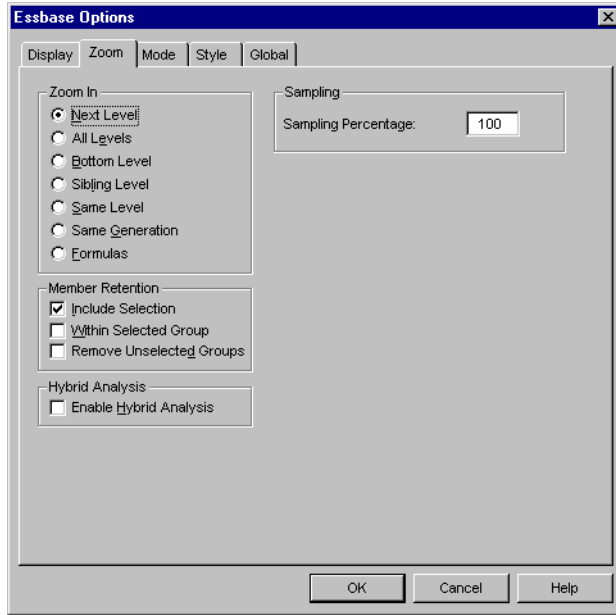 Essbase Options
Display Zoom Mode Style Global
Zoom In
Next Level
All Levels
Bottom Level
Sibling Level
Same Level
Same Generation
Formulas
Member Retention
Include Selection
Within Selected Group
Remove Unselected Groups
Hybrid Analysis
Enable Hybrid Analysis
Sampling
Sampling Percentage: 100
OK Cancel Help